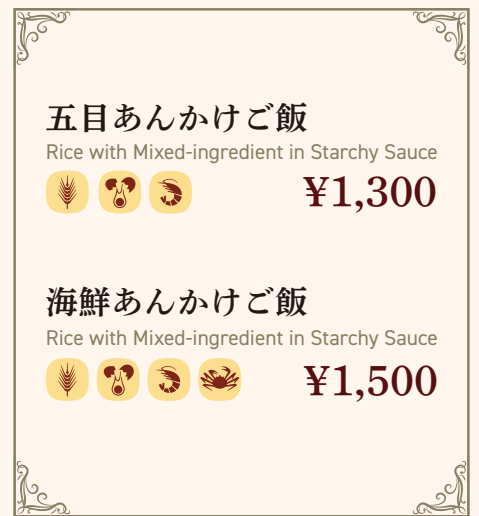 五目あんかけご飯
Rice with Mixed-ingredient in Starchy Sauce
¥1,300
海鮮あんかけご飯
Rice with Mixed-ingredient in Starchy Sauce
¥1,500